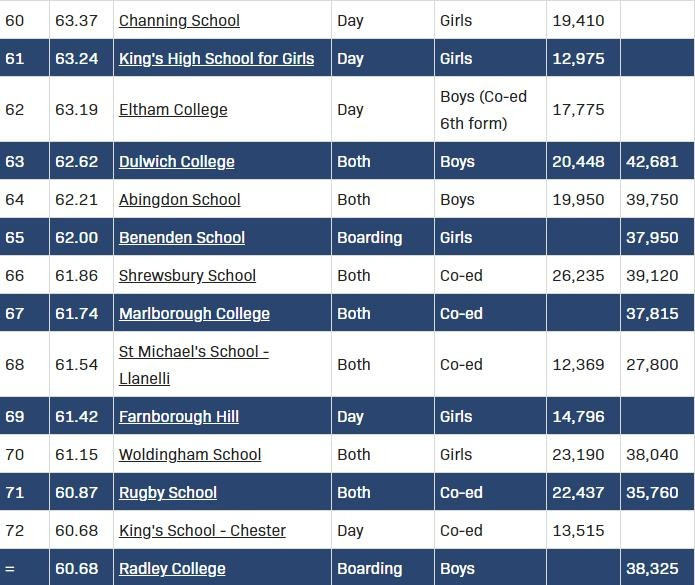 60 63.37 Channing School Day Girls 19,410
61 63.24 King's High School for Girls Day Girls 12,975
62 63.19 Eltham College Day Boys (Co-ed 6th form) 17,775
63 62.62 Dulwich College Both Boys 20,448 42,681
64 62.21 Abingdon School Both Boys 19,950 39,750
65 62.00 Benenden School Boarding Girls 37,950
66 61.86 Shrewsbury School Both Co-ed 26,235 39,120
67 61.74 Marlborough College Both Co-ed 37,815
68 61.54 St Michael's School - Llanelli Both Co-ed 12,369 27,800
69 61.42 Farnborough Hill Day Girls 14,796
70 61.15 Woldingham School Both Girls 23,190 38,040
71 60.87 Rugby School Both Co-ed 22,437 35,760
72 60.68 King's School - Chester Day Co-ed 13,515
= 60.68 Radley College Boarding Boys 38,325